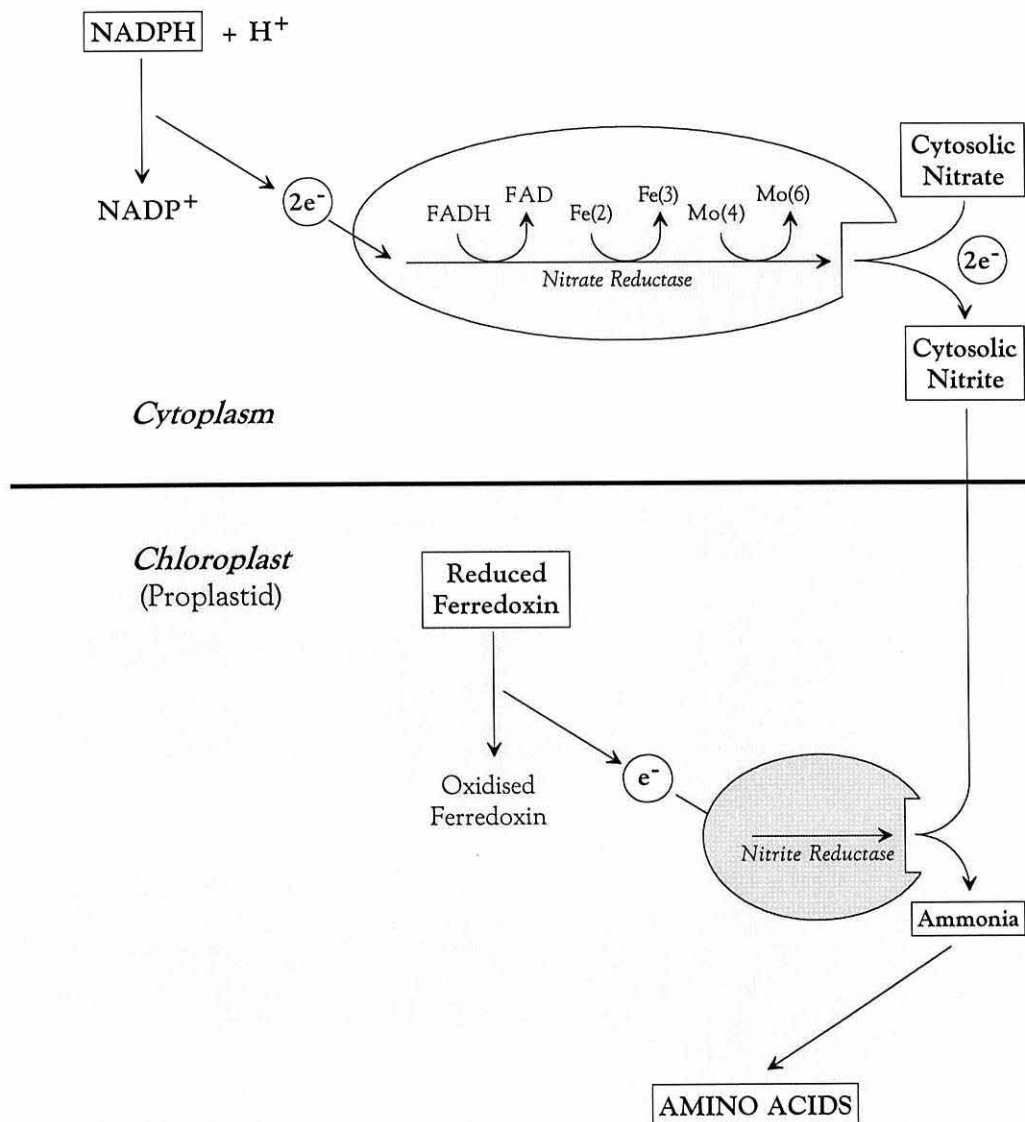 NADPH + H+
NADP+
2e-
FADH FAD Fe(2) Fe(3) Mo(4) Mo(6)
Nitrate Reductase
Cytosolic
Nitrate
2e-
Cytosolic
Nitrite
Cytoplasm
Chloroplast
(Proplastid)
Reduced
Ferredoxin
Oxidised
Ferredoxin
e-
Nitrite Reductase
Ammonia
AMINO ACIDS